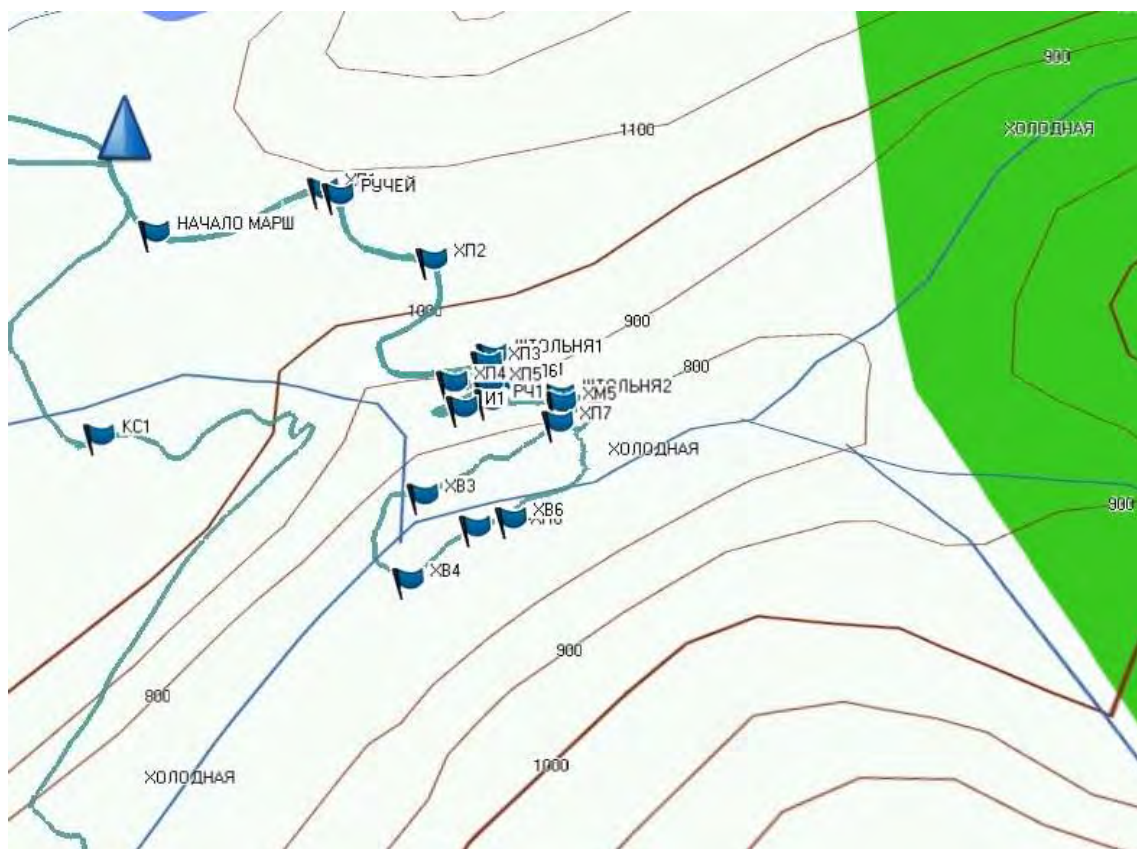 900
ХОЛОДНАЯ
1100
РУЧЕЙ
НАЧАЛО МАРШ
ХП2
1000
900
ШТОЛЬНЯ1
ХП3
800
ХП4
ХП5
ШТОЛЬНЯ2
РЧ1
И1
ХМ5
ХП7
КС1
ХОЛОДНАЯ
ХВ3
900
ХВ6
ХВ4
900
800
1000
ХОЛОДНАЯ